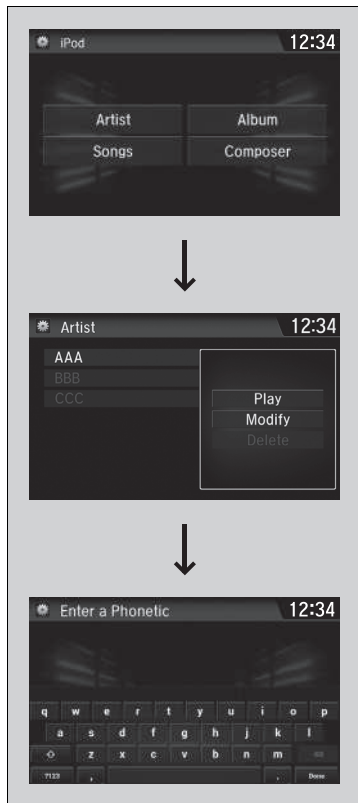 iPod 12:34
Artist Album
Songs Composer
Artist 12:34
AAA
BBB
CCC
Play
Modify
Delete
Enter a Phonetic 12:34
q w e r t y u i o p
a s d f g h j k l
z x c v b n m
?123 , . Done